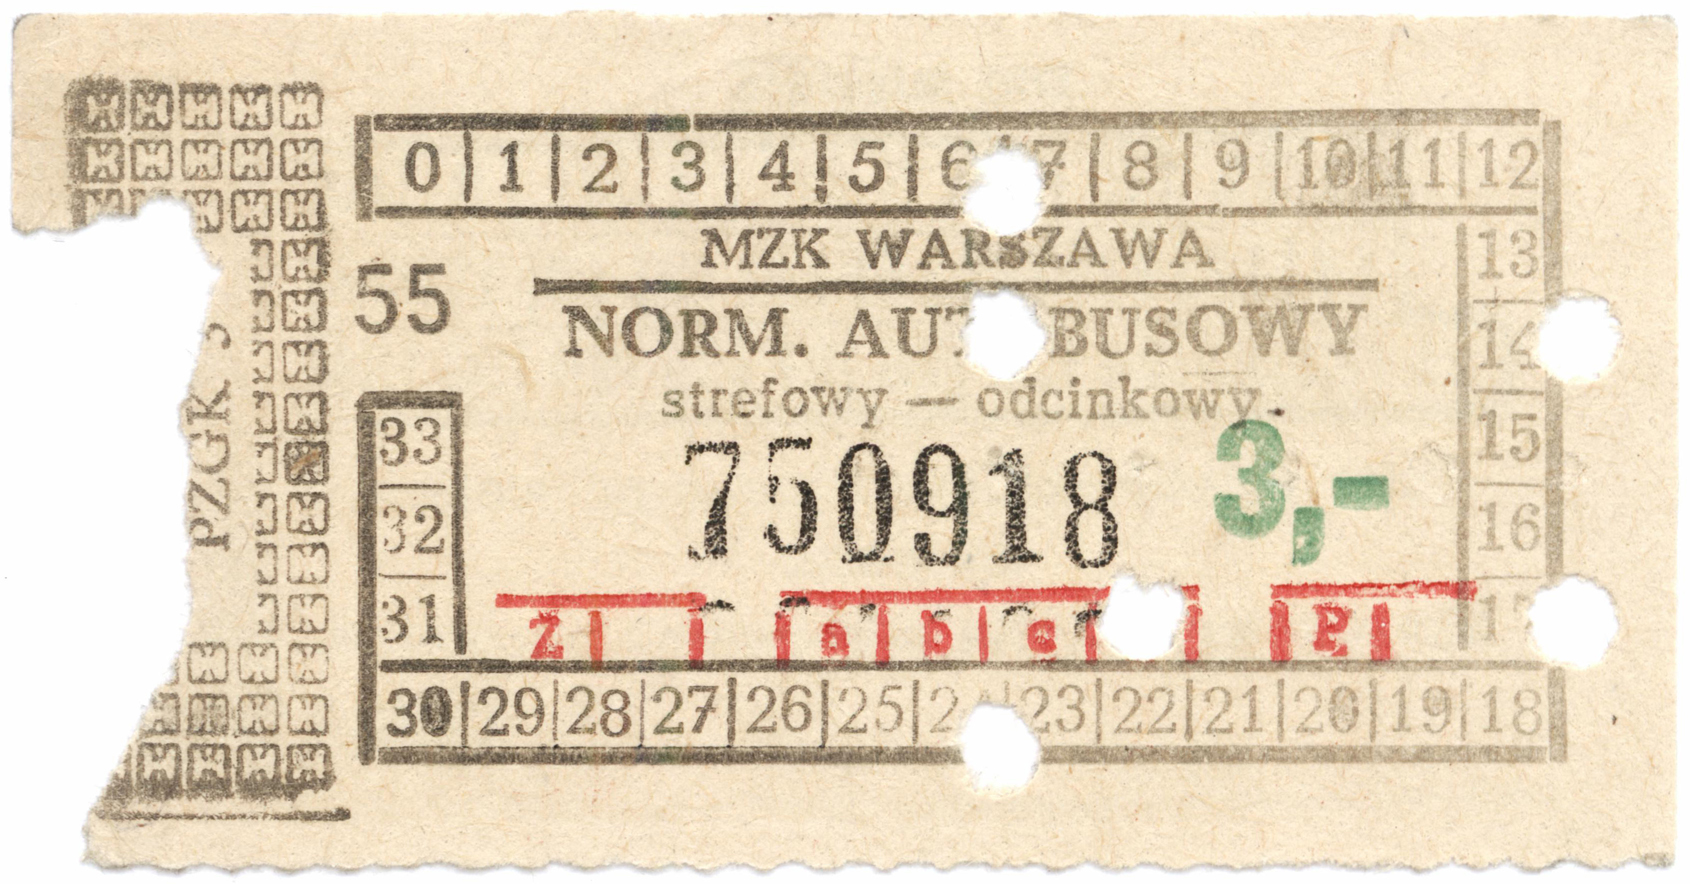 0 1 2 3 4 5 6 7 8 9 10 11 12
MZK WARSZAWA
13
55
NORM. AUT BUSOWY
14
strefowy — odcinkowy.
33
15
750918
3,-
PZGK
32
16
31
Z a b c P
30 29 28 27 26 25 2 23 22 21 20 19 18